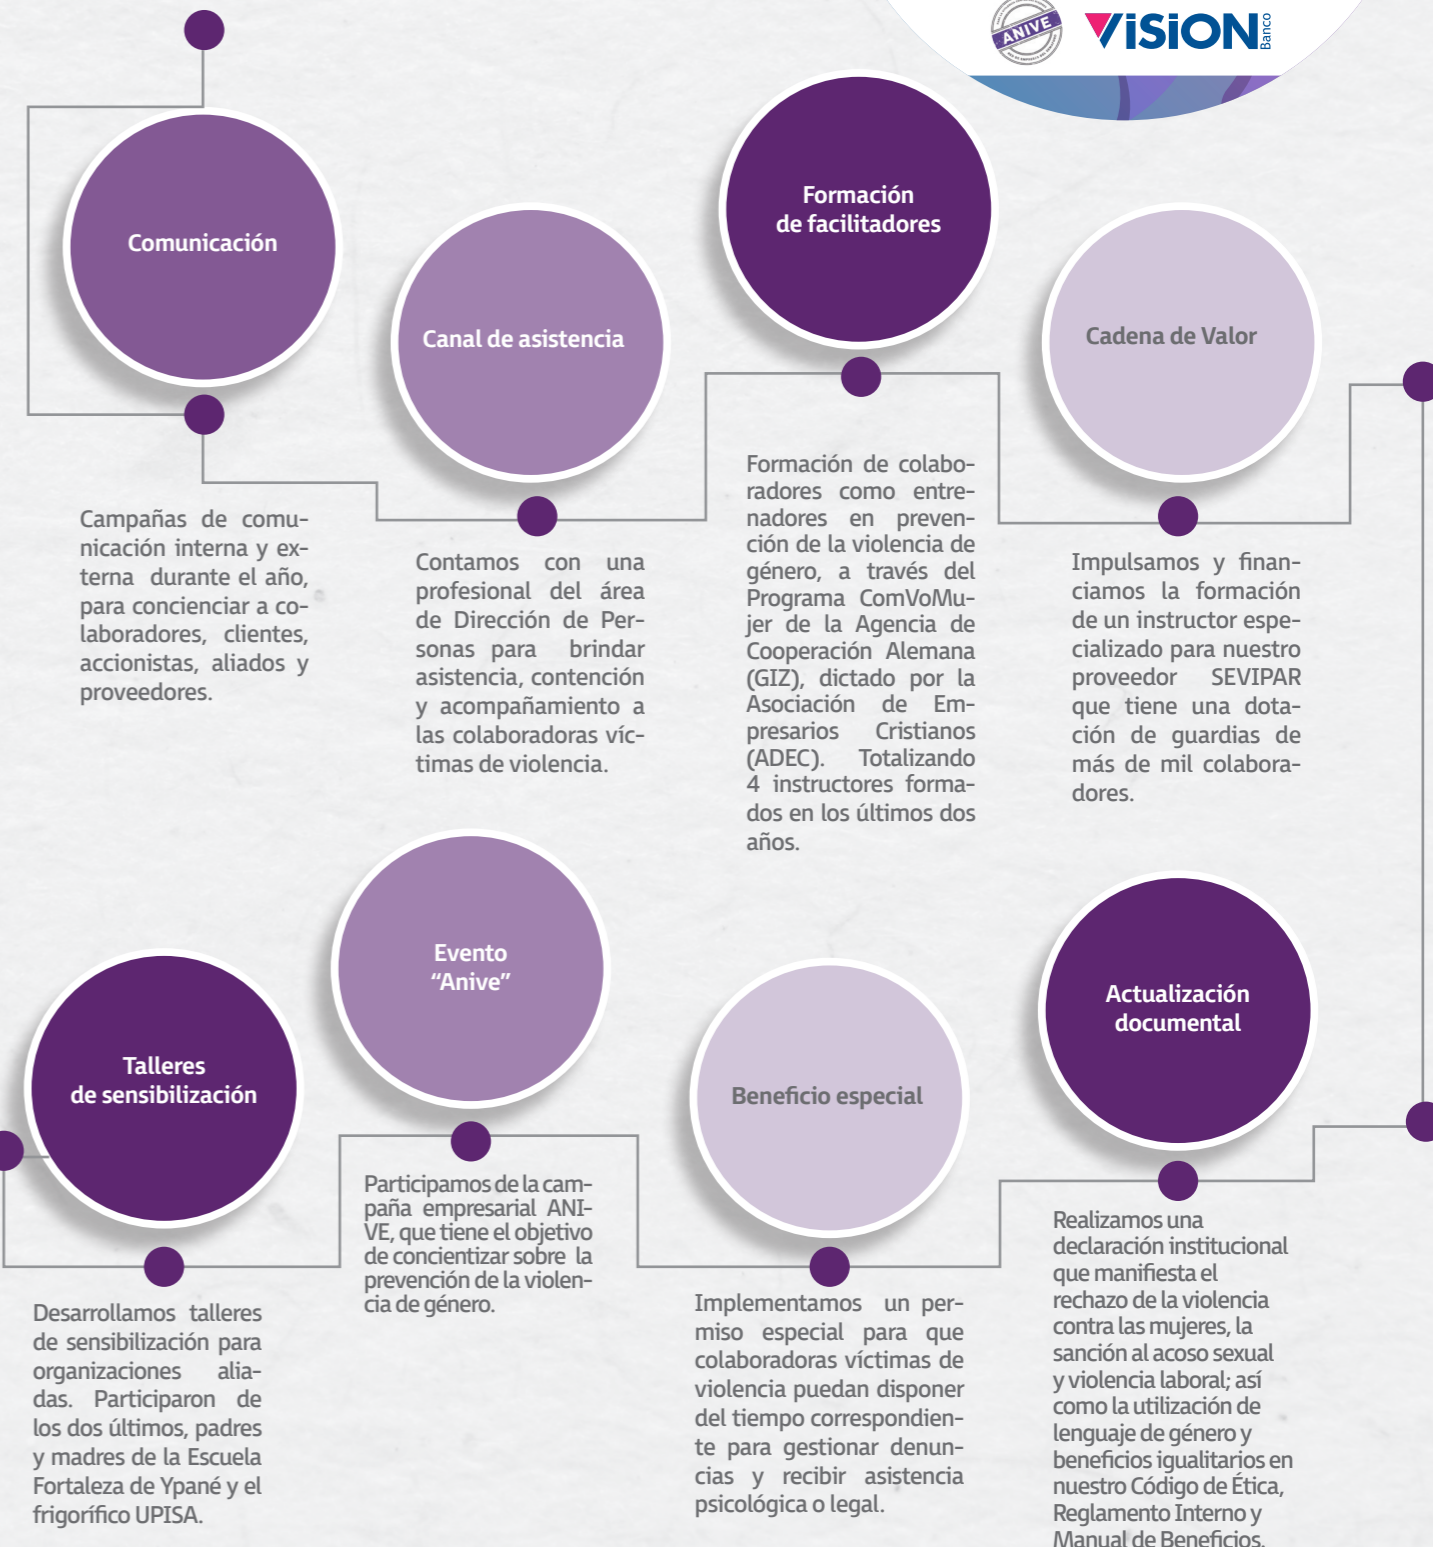 ANIVE
VISION
Banco
Comunicación
Campañas de comu-
nicación interna y ex-
terna durante el año,
para concienciar a co-
laboradores, clientes,
accionistas, aliados y
proveedores.
Canal de asistencia
Contamos con una
profesional del área
de Dirección de Per-
sonas para brindar
asistencia, contención
y acompañamiento a
las colaboradoras víc-
timas de violencia.
Formación
de facilitadores
Formación de colabo-
radores como entre-
nadores en preven-
ción de la violencia de
género, a través del
Programa ComVoMu-
jer de la Agencia de
Cooperación Alemana
(GIZ), dictado por la
Asociación de Em-
presarios Cristianos
(ADEC). Totalizando
4 instructores forma-
dos en los últimos dos
años.
Cadena de Valor
Impulsamos y finan-
ciamos la formación
de un instructor espe-
cializado para nuestro
proveedor SEVIPAR
que tiene una dota-
ción de guardias de
más de mil colabora-
dores.
Talleres
de sensibilización
Desarrollamos talleres
de sensibilización para
organizaciones alia-
das. Participaron de
los dos últimos, padres
y madres de la Escuela
Fortaleza de Ypané y el
frigorífico UPISA.
Evento
“Anive”
Participamos de la cam-
paña empresarial ANI-
VE, que tiene el objetivo
de concientizar sobre la
prevención de la violen-
cia de género.
Beneficio especial
Implementamos un per-
miso especial para que
colaboradoras víctimas de
violencia puedan disponer
del tiempo correspondien-
te para gestionar denun-
cias y recibir asistencia
psicológica o legal.
Actualización
documental
Realizamos una
declaración institucional
que manifiesta el
rechazo de la violencia
contra las mujeres, la
sanción al acoso sexual
y violencia laboral; así
como la utilización de
lenguaje de género y
beneficios igualitarios en
nuestro Código de Ética,
Reglamento Interno y
Manual de Beneficios.